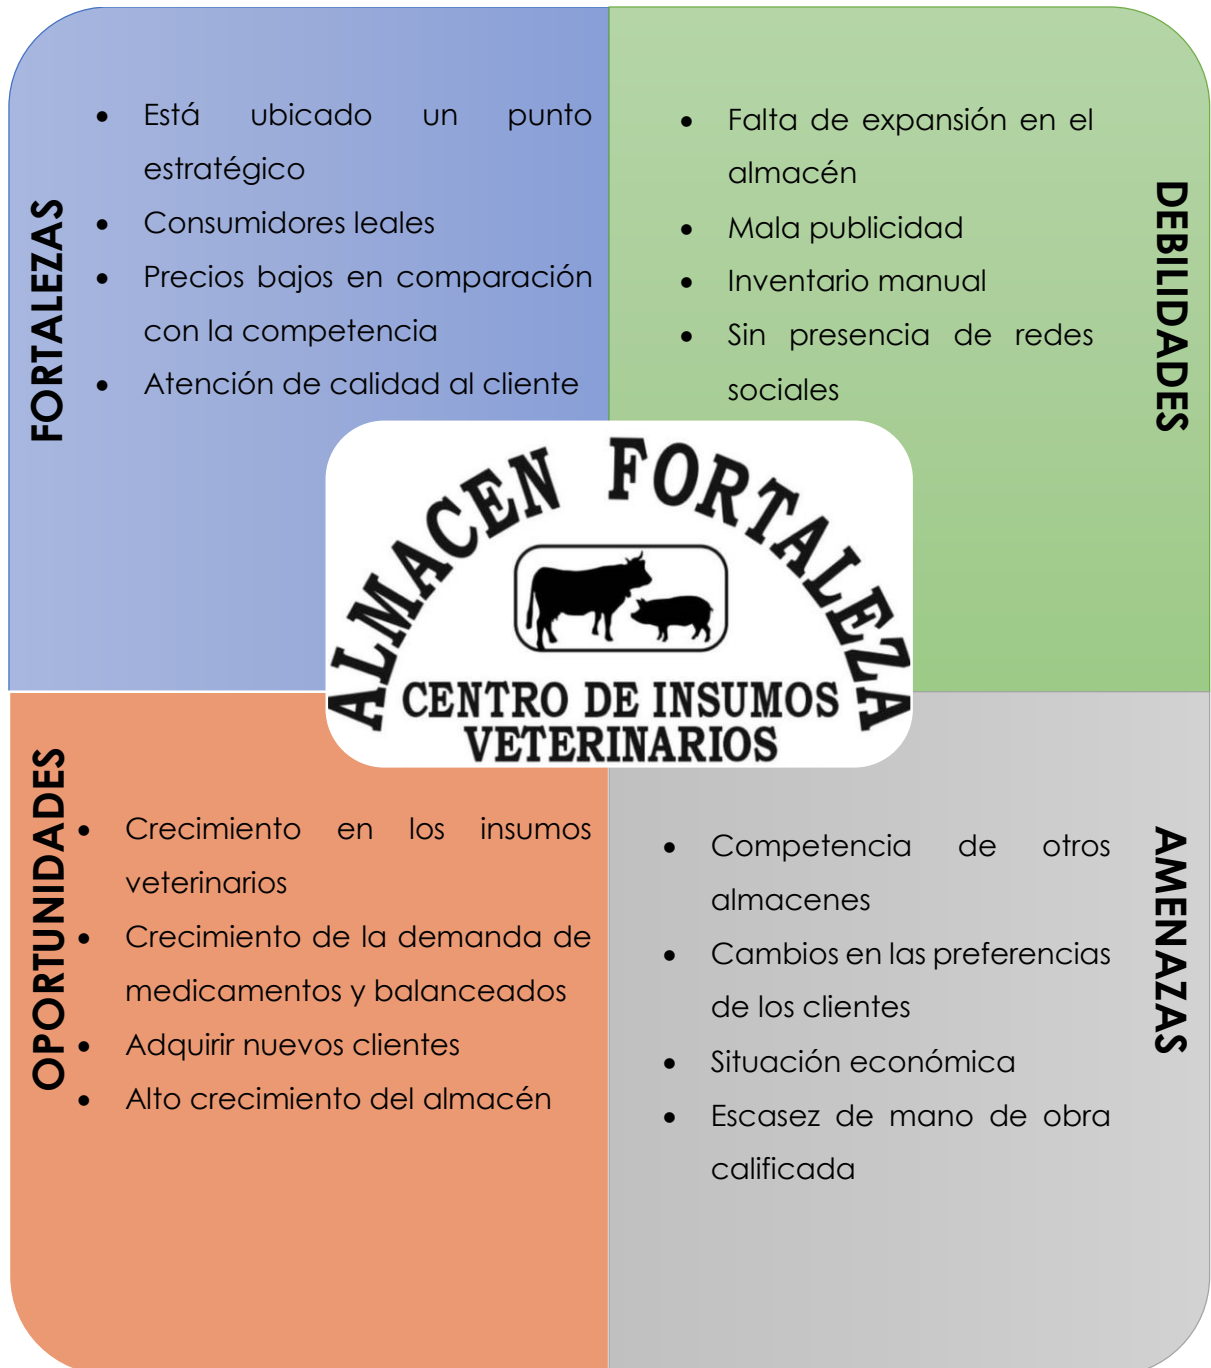 FORTALEZAS
• Está ubicado un punto
estratégico
• Consumidores leales
• Precios bajos en comparación
con la competencia
• Atención de calidad al cliente
DEBILIDADES
• Falta de expansión en el
almacén
• Mala publicidad
• Inventario manual
• Sin presencia de redes
sociales
ALMACEN FORTALEZA
CENTRO DE INSUMOS
VETERINARIOS
OPORTUNIDADES
• Crecimiento en los insumos
veterinarios
• Crecimiento de la demanda de
medicamentos y balanceados
• Adquirir nuevos clientes
• Alto crecimiento del almacén
AMENAZAS
• Competencia de otros
almacenes
• Cambios en las preferencias
de los clientes
• Situación económica
• Escasez de mano de obra
calificada